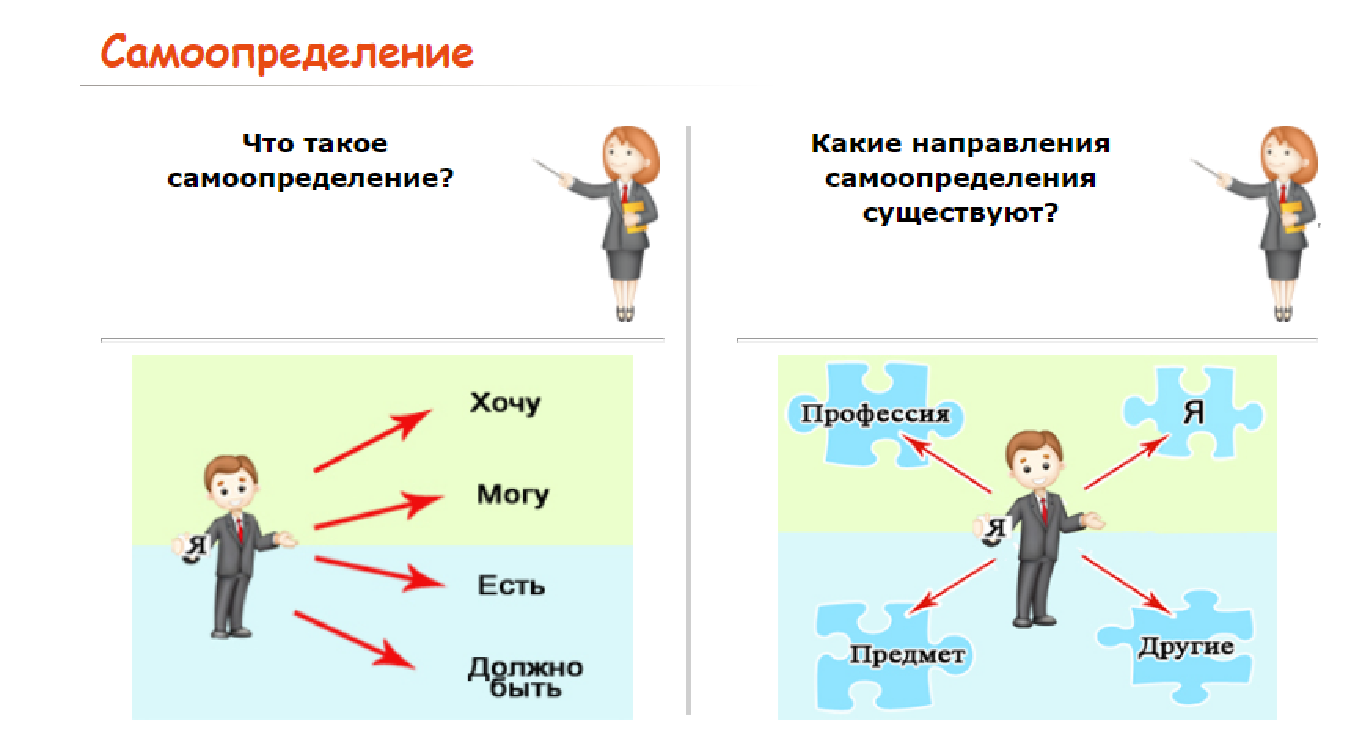 Самоопределение
Что такое
самоопределение?
Какие направления
самоопределения
существуют?
Хочу
Могу
Я
Есть
Должно
быть
Профессия
Я
Я
Предмет
Другие